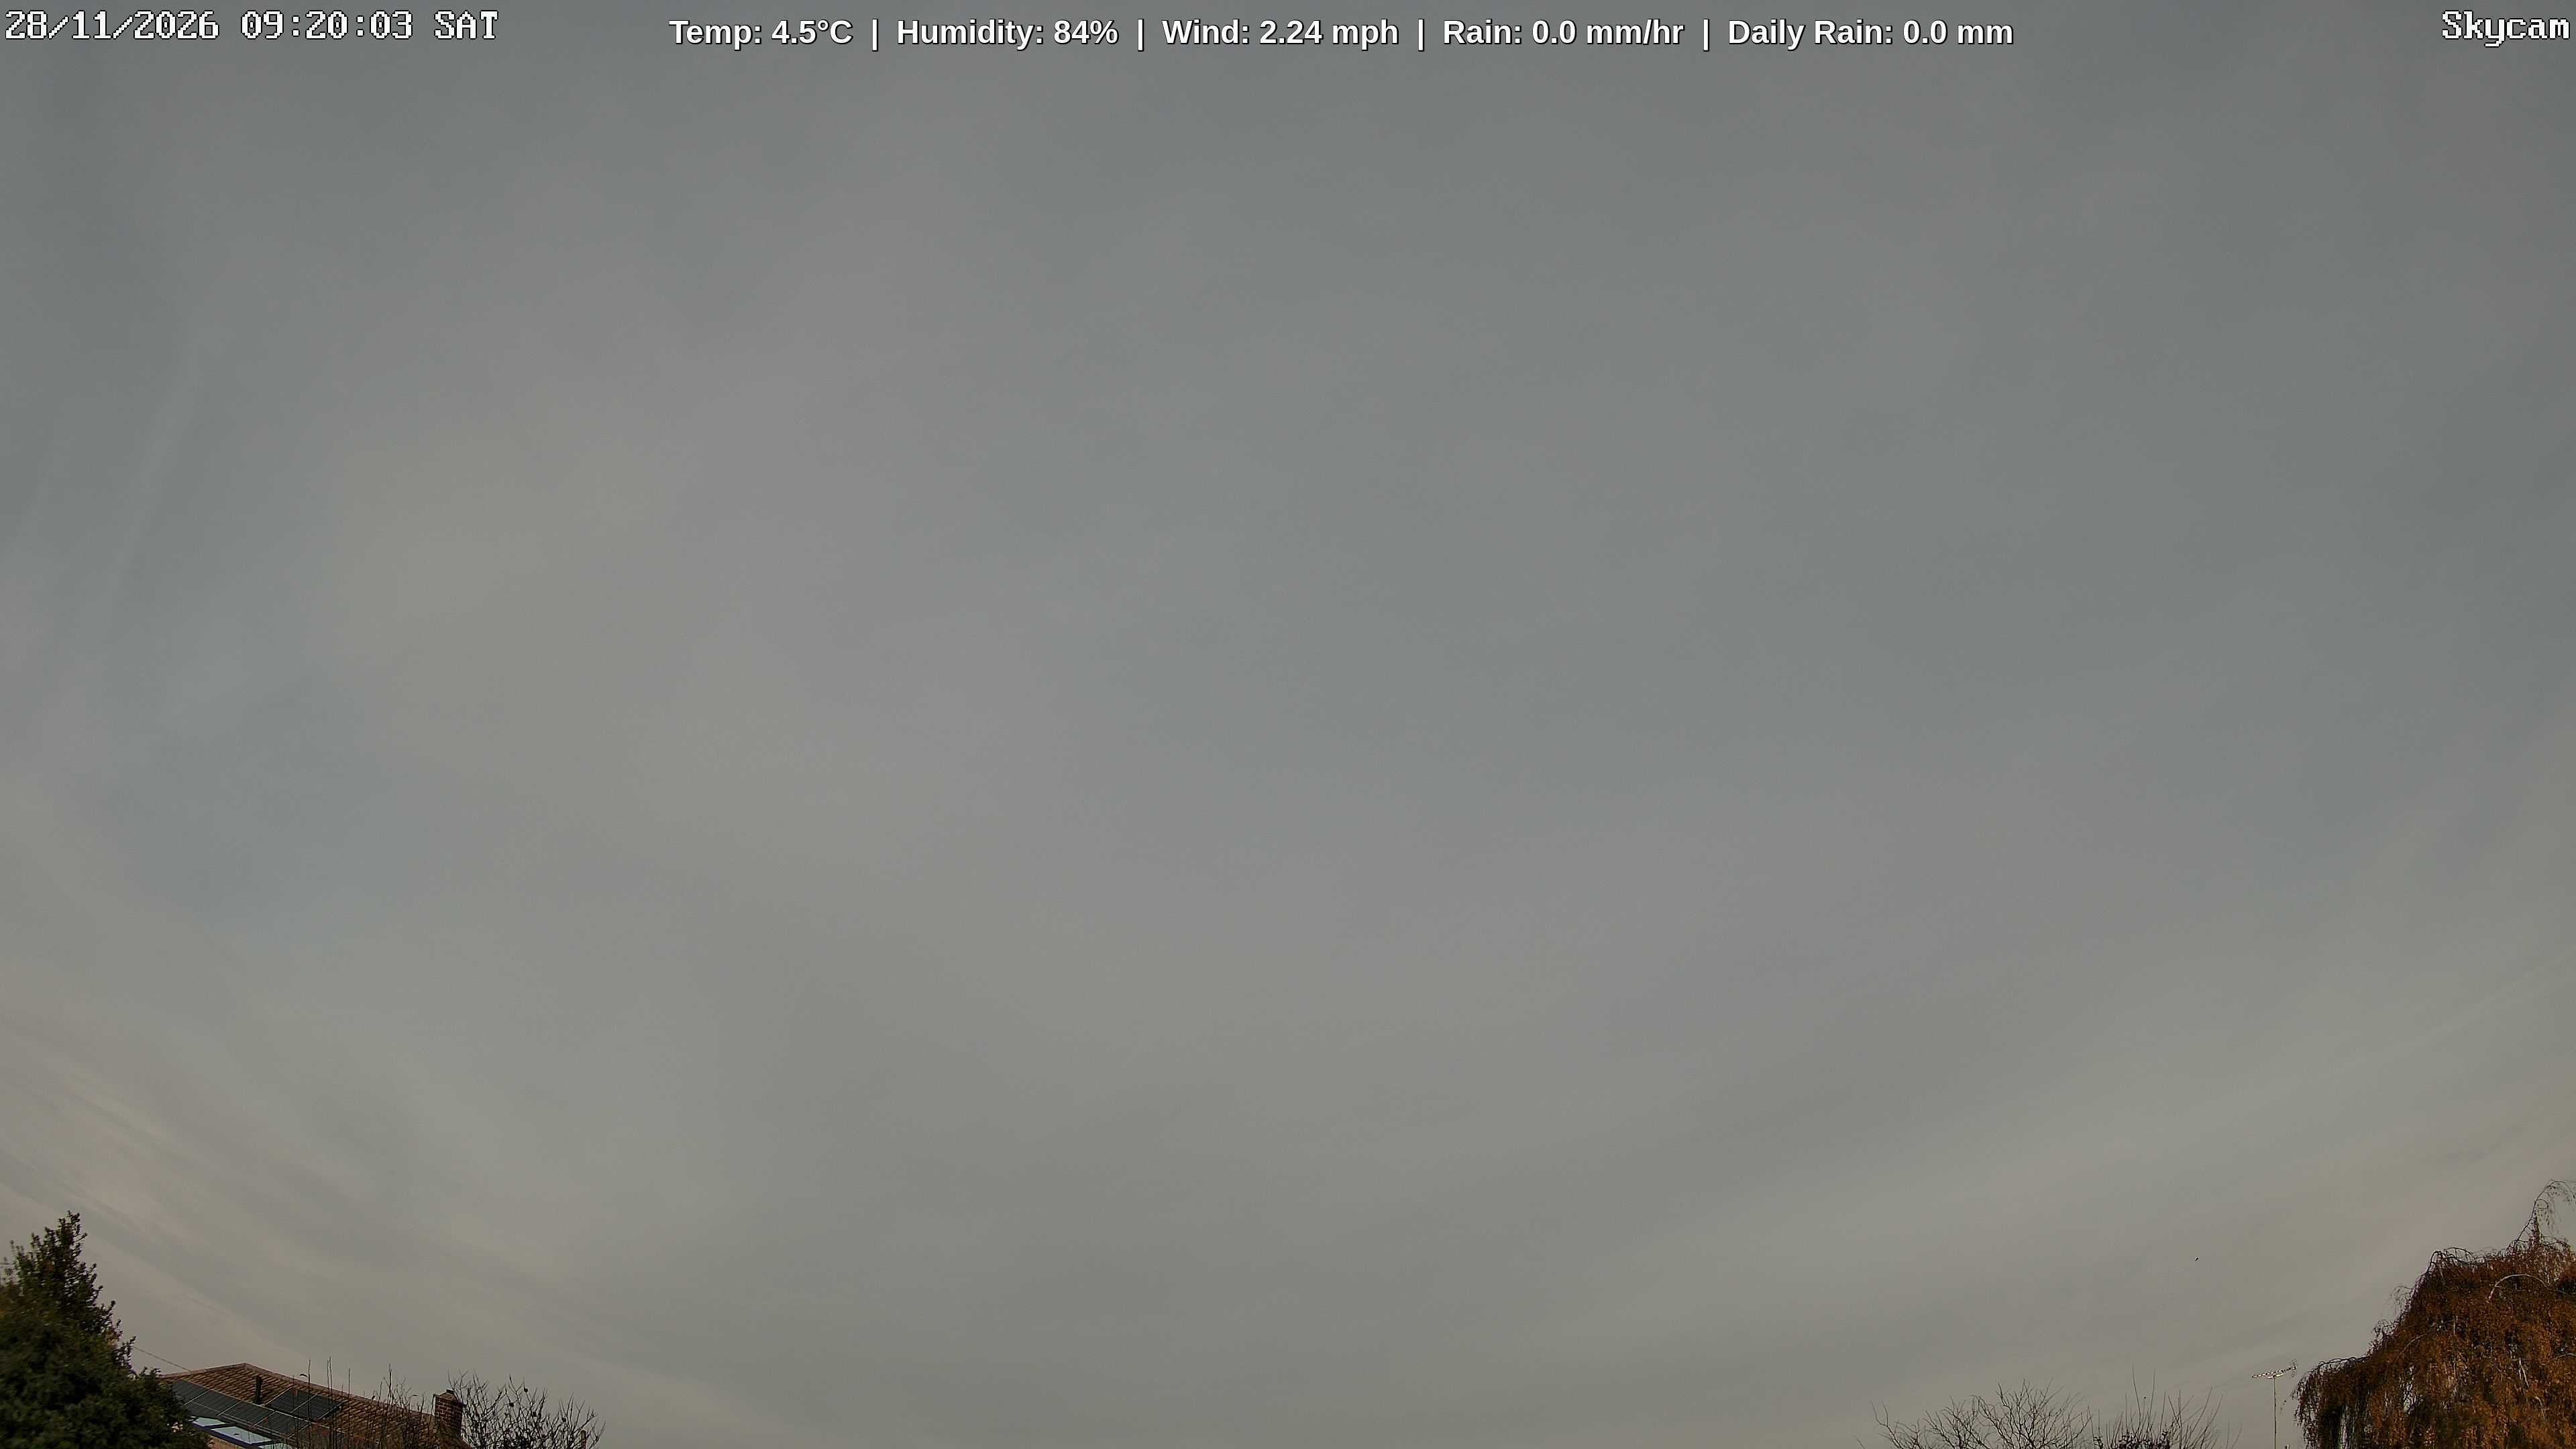 28/11/2026 09:20:03 SAT
Temp: 4.5°C | Humidity: 84% | Wind: 2.24 mph | Rain: 0.0 mm/hr | Daily Rain: 0.0 mm
Skycam